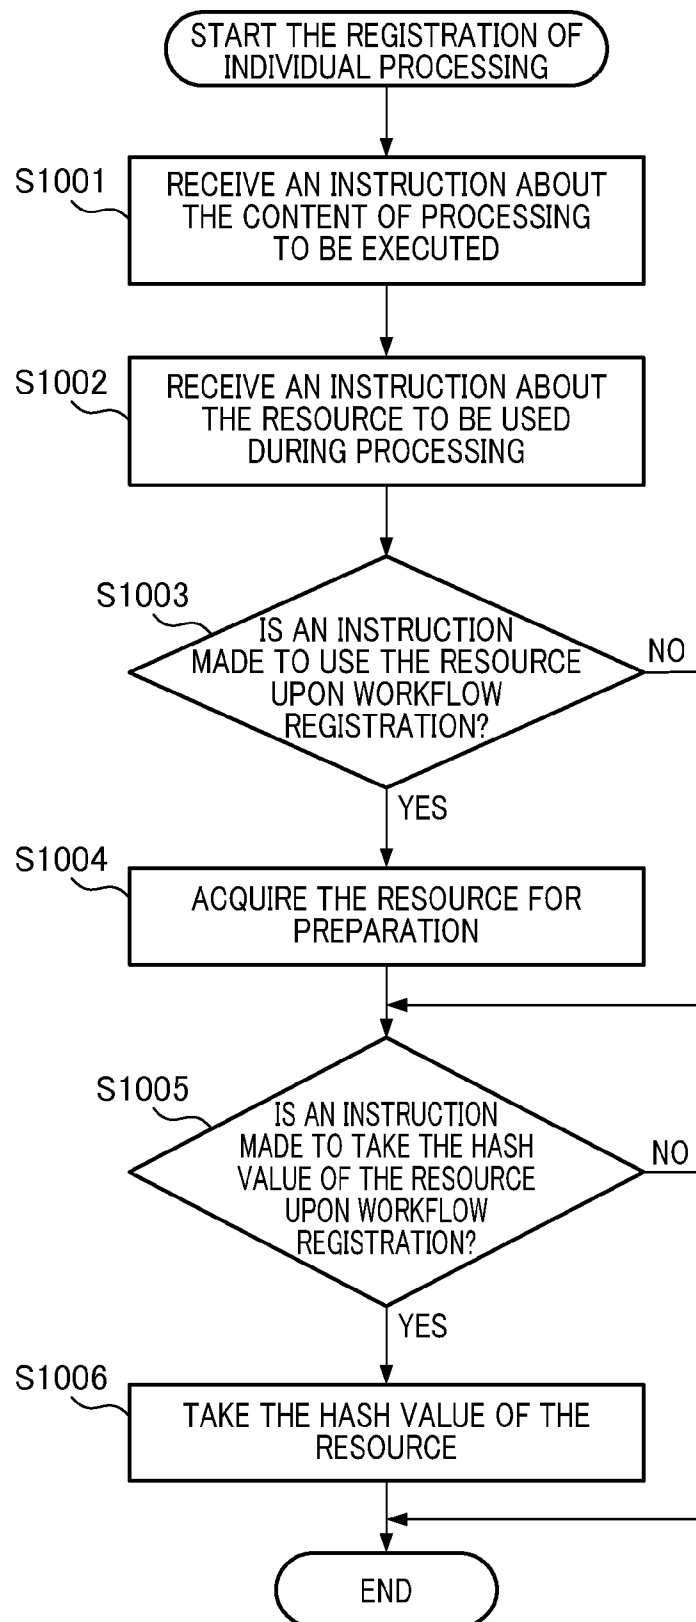 START THE REGISTRATION OF
INDIVIDUAL PROCESSING
S1001
RECEIVE AN INSTRUCTION ABOUT
THE CONTENT OF PROCESSING
TO BE EXECUTED
S1002
RECEIVE AN INSTRUCTION ABOUT
THE RESOURCE TO BE USED
DURING PROCESSING
S1003
IS AN INSTRUCTION
MADE TO USE THE RESOURCE
UPON WORKFLOW
REGISTRATION?
NO
YES
S1004
ACQUIRE THE RESOURCE FOR
PREPARATION
S1005
IS AN INSTRUCTION
MADE TO TAKE THE HASH
VALUE OF THE RESOURCE
UPON WORKFLOW
REGISTRATION?
NO
YES
S1006
TAKE THE HASH VALUE OF THE
RESOURCE
END